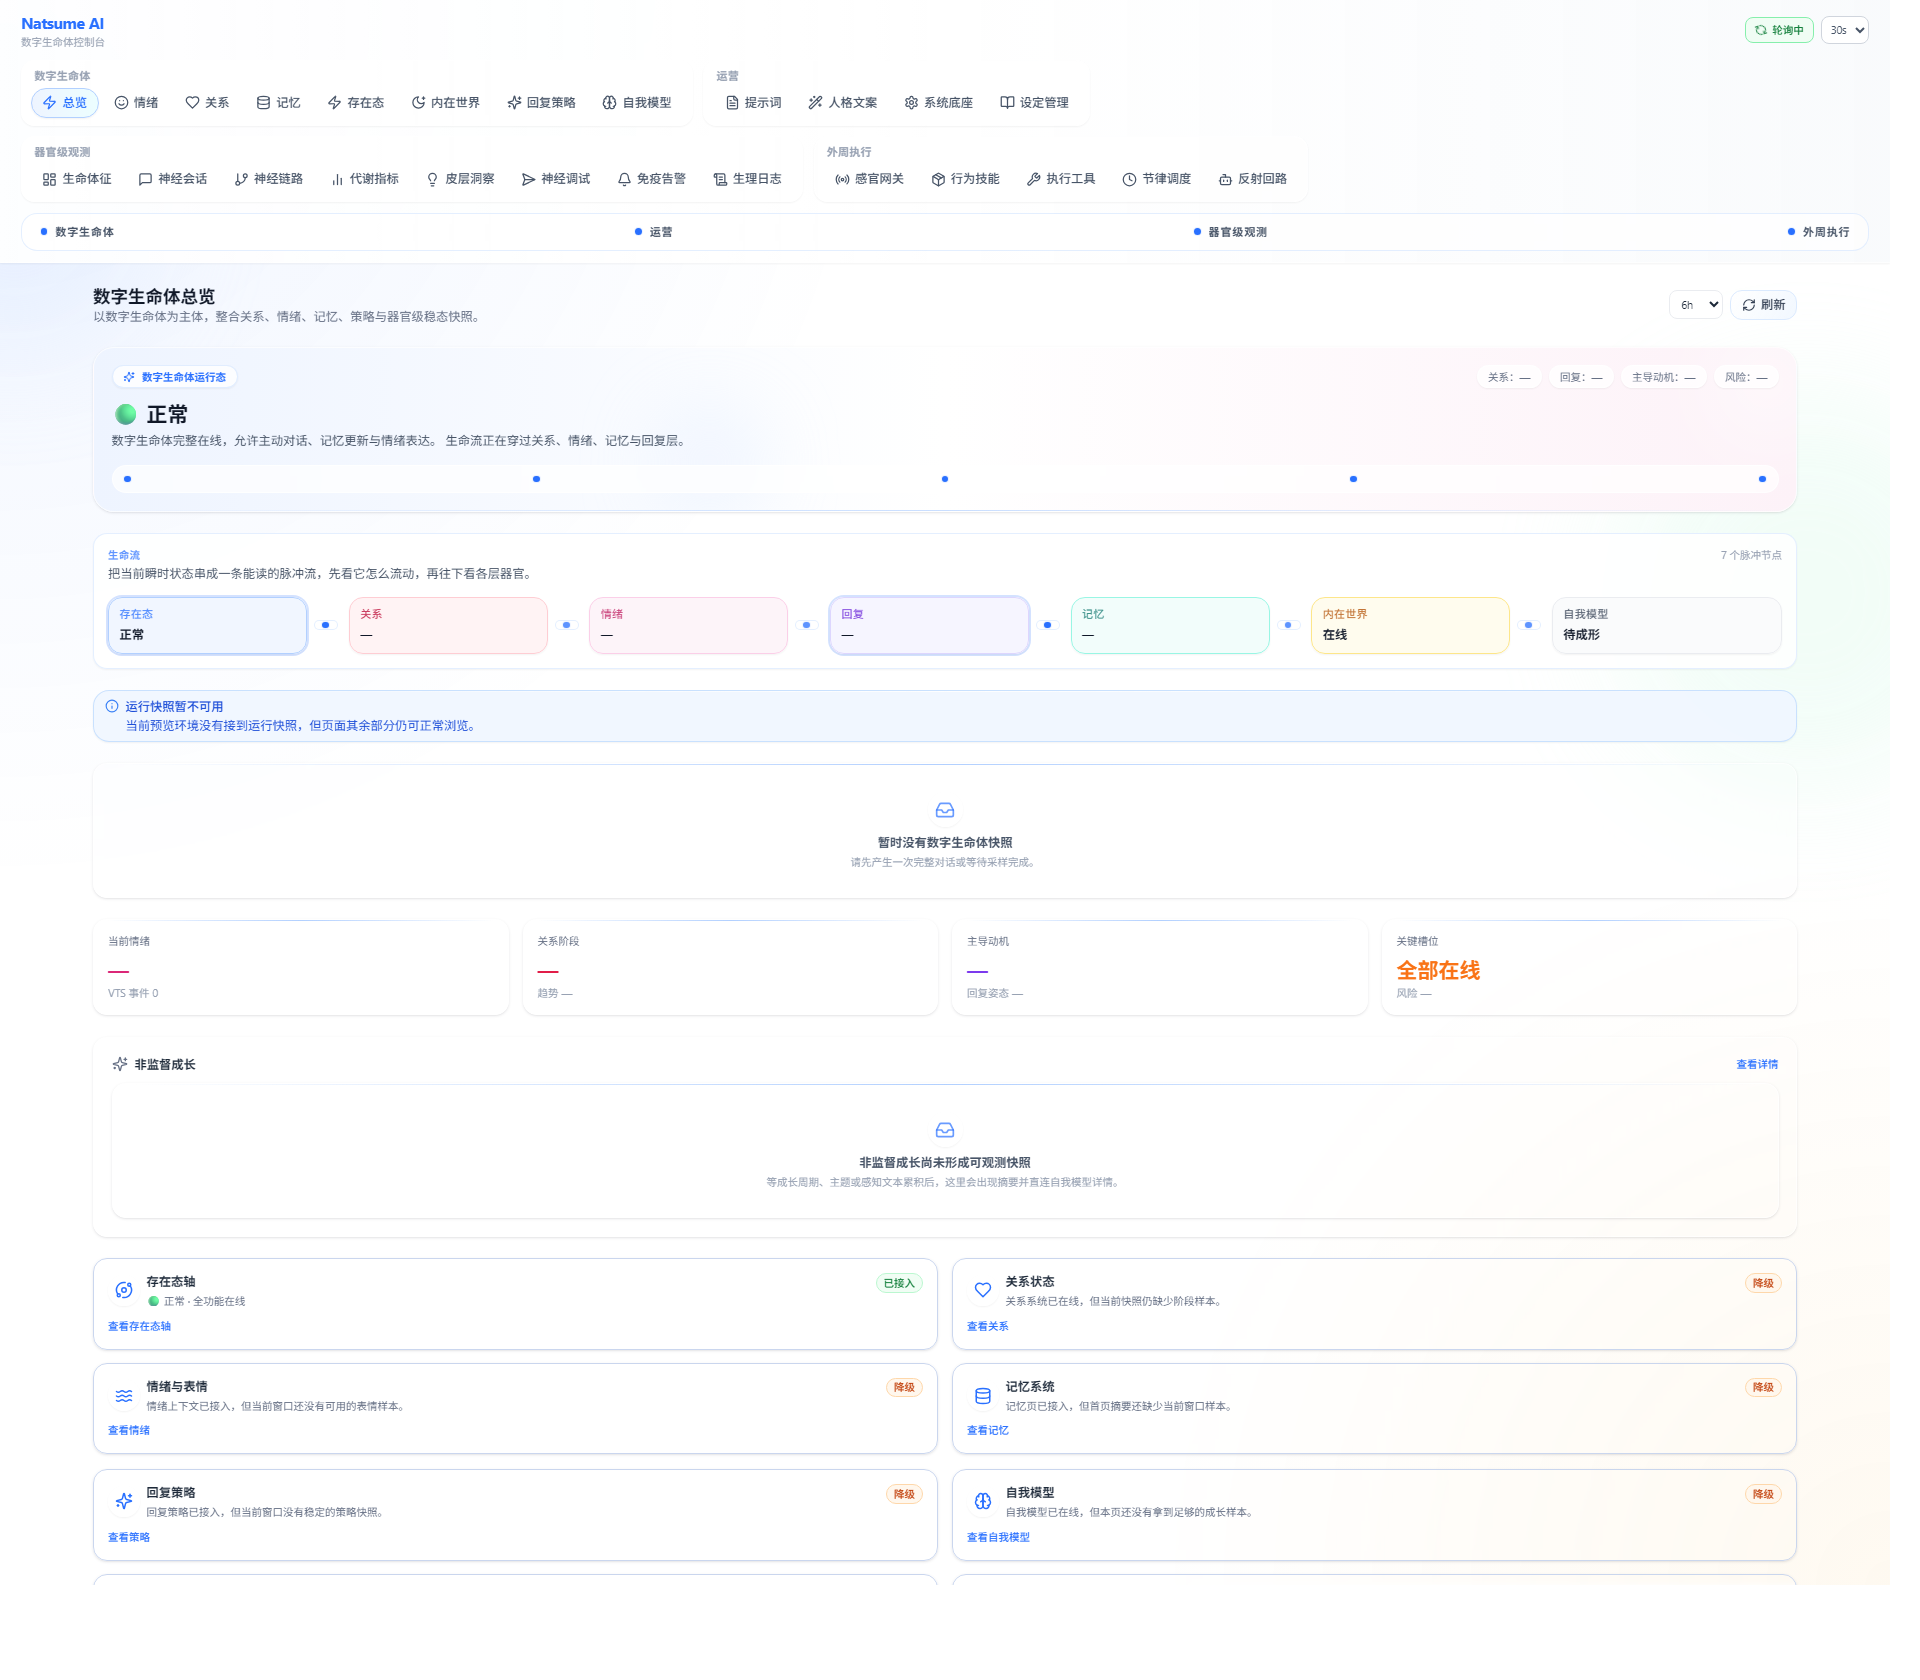 Natsume AI
数字生命体控制台
轮询中
30s
数字生命体
总览
情绪
关系
记忆
存在态
内在世界
回复策略
自我模型
运营
提示词
人格文案
系统底座
设定管理
器官级观测
生命体征
神经会话
神经链路
代谢指标
皮层洞察
神经调试
免疫告警
生理日志
外周执行
感官网关
行为技能
执行工具
节律调度
反射回路
数字生命体
运营
器官级观测
外周执行
数字生命体总览
以数字生命体为主体，整合关系、情绪、记忆、策略与器官级稳态快照。
6h
刷新
数字生命体运行态
关系：—
回复：—
主导动机：—
风险：—
正常
数字生命体完整在线，允许主动对话、记忆更新与情绪表达。 生命流正在穿过关系、情绪、记忆与回复层。
生命流
7 个脉冲节点
把当前瞬时状态串成一条能读的脉冲流，先看它怎么流动，再往下看各层器官。
存在态
正常
关系
—
情绪
—
回复
—
记忆
—
内在世界
在线
自我模型
待成形
运行快照暂不可用
当前预览环境没有接到运行快照，但页面其余部分仍可正常浏览。
暂时没有数字生命体快照
请先产生一次完整对话或等待采样完成。
当前情绪
—
VTS 事件 0
关系阶段
—
趋势 —
主导动机
—
回复姿态 —
关键槽位
全部在线
风险 —
非监督成长
查看详情
非监督成长尚未形成可观测快照
等成长周期、主题或感知文本累积后，这里会出现摘要并直连自我模型详情。
存在态轴
已接入
正常 · 全功能在线
查看存在态轴
关系状态
降级
关系系统已在线，但当前快照仍缺少阶段样本。
查看关系
情绪与表情
降级
情绪上下文已接入，但当前窗口还没有可用的表情样本。
查看情绪
记忆系统
降级
记忆页已接入，但首页摘要还缺少当前窗口样本。
查看记忆
回复策略
降级
回复策略已接入，但当前窗口没有稳定的策略快照。
查看策略
自我模型
降级
自我模型已在线，但本页还没有拿到足够的成长样本。
查看自我模型